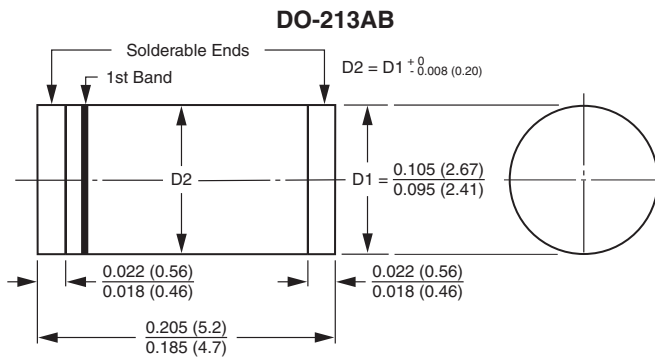 DO-213AB
Solderable Ends
D2 = D1 + 0 - 0.008 (0.20)
1st Band
D2
D1 = 0.105 (2.67)
0.095 (2.41)
0.022 (0.56)
0.018 (0.46)
0.022 (0.56)
0.018 (0.46)
0.205 (5.2)
0.185 (4.7)